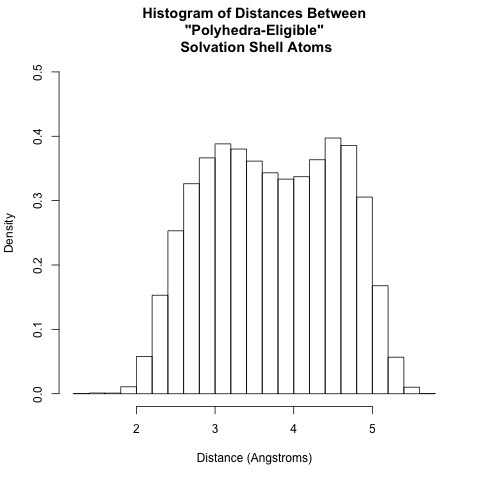 Histogram of Distances Between
"Polyhedra-Eligible"
Solvation Shell Atoms
0.5
0.4
0.3
0.2
0.1
0.0
Density
2 3 4 5
Distance (Angstroms)